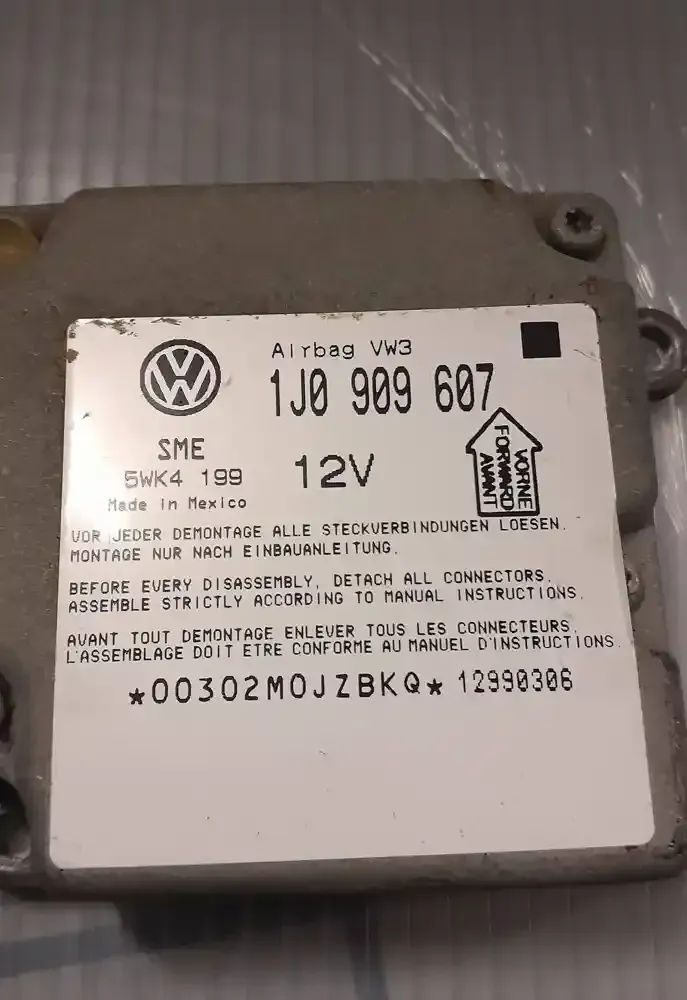 Airbag VW3
1J0 909 607
SME
5WK4 199
12V
Made in Mexico
VORNE
FORWARD
AVANT
VOR JEDER DEMONTAGE ALLE STECKVERBINDUNGEN LOESEN.
MONTAGE NUR NACH EINBAUANLEITUNG.
BEFORE EVERY DISASSEMBLY, DETACH ALL CONNECTORS.
ASSEMBLE STRICTLY ACCORDING TO MANUAL INSTRUCTIONS.
AVANT TOUT DEMONTAGE ENLEVER TOUS LES CONNECTEURS.
L'ASSEMBLAGE DOIT ETRE CONFORME AU MANUEL D'INSTRUCTIONS.
*00302M0JZBKQ* 12990306